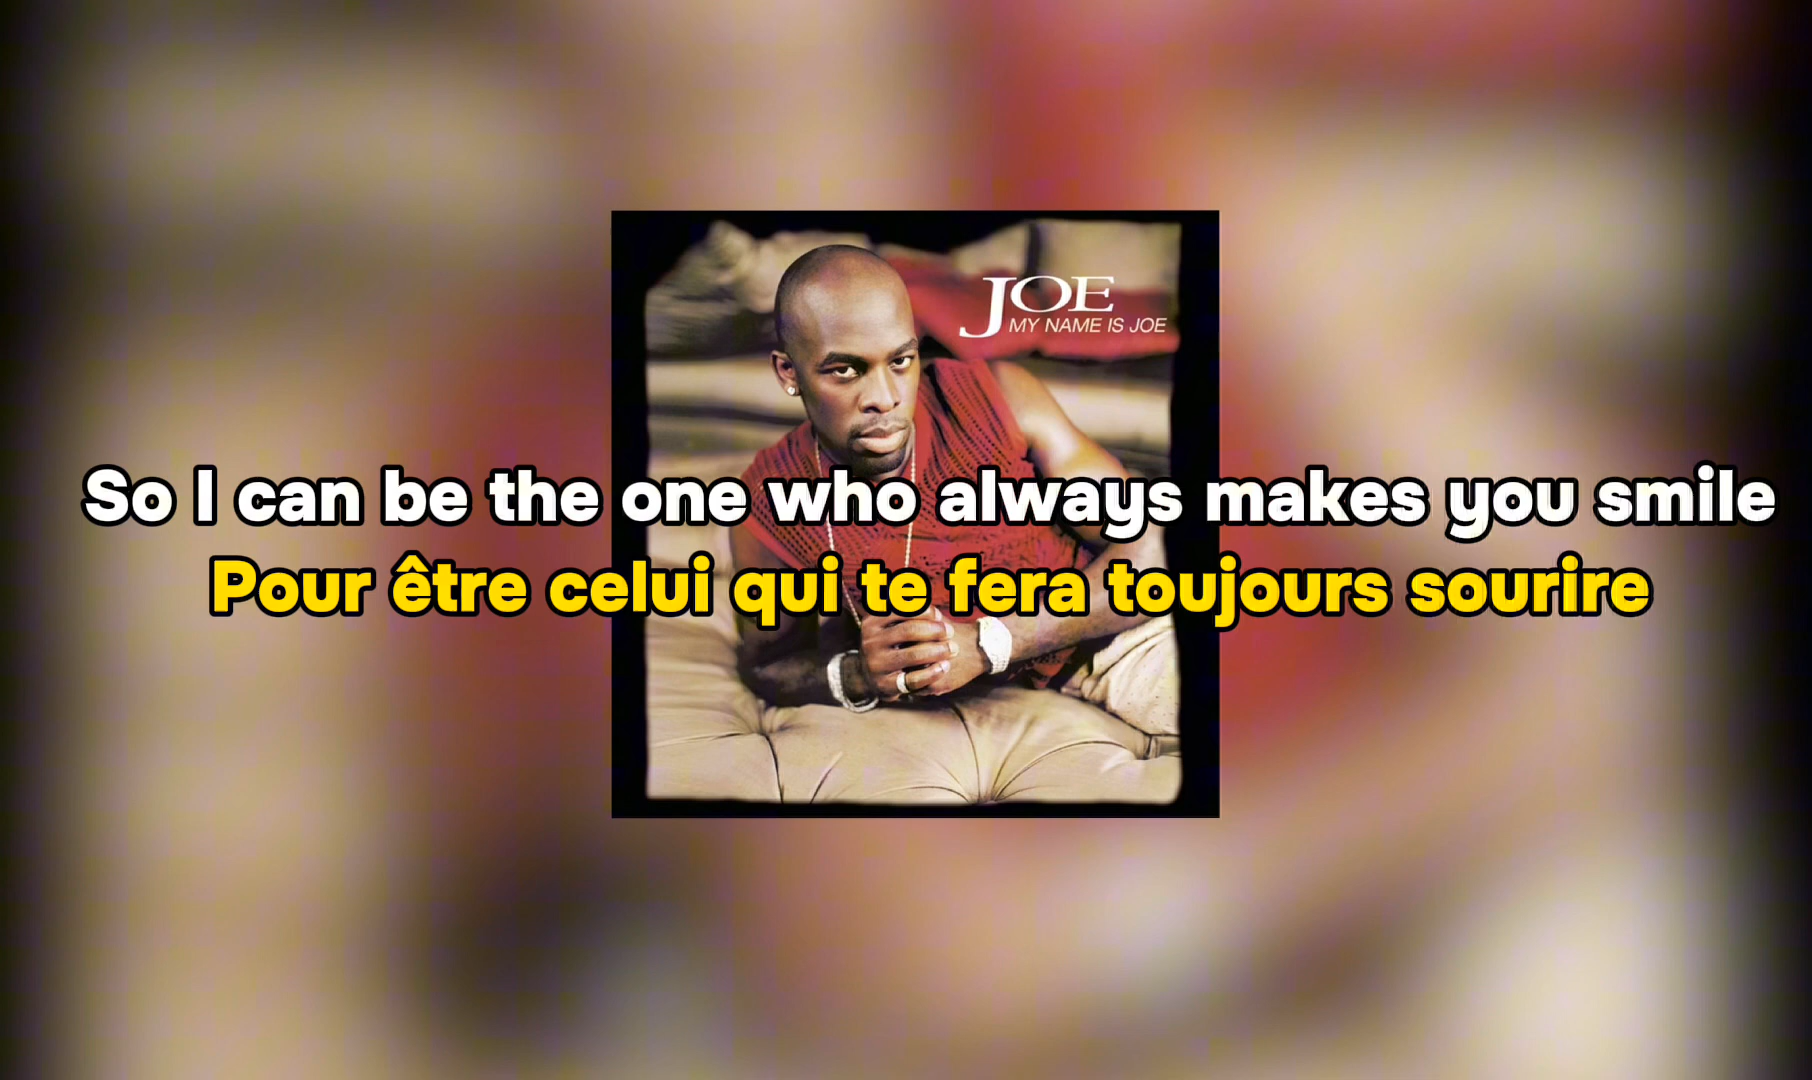 JOE
MY NAME IS JOE
So I can be the one who always makes you smile
Pour être celui qui te fera toujours sourire